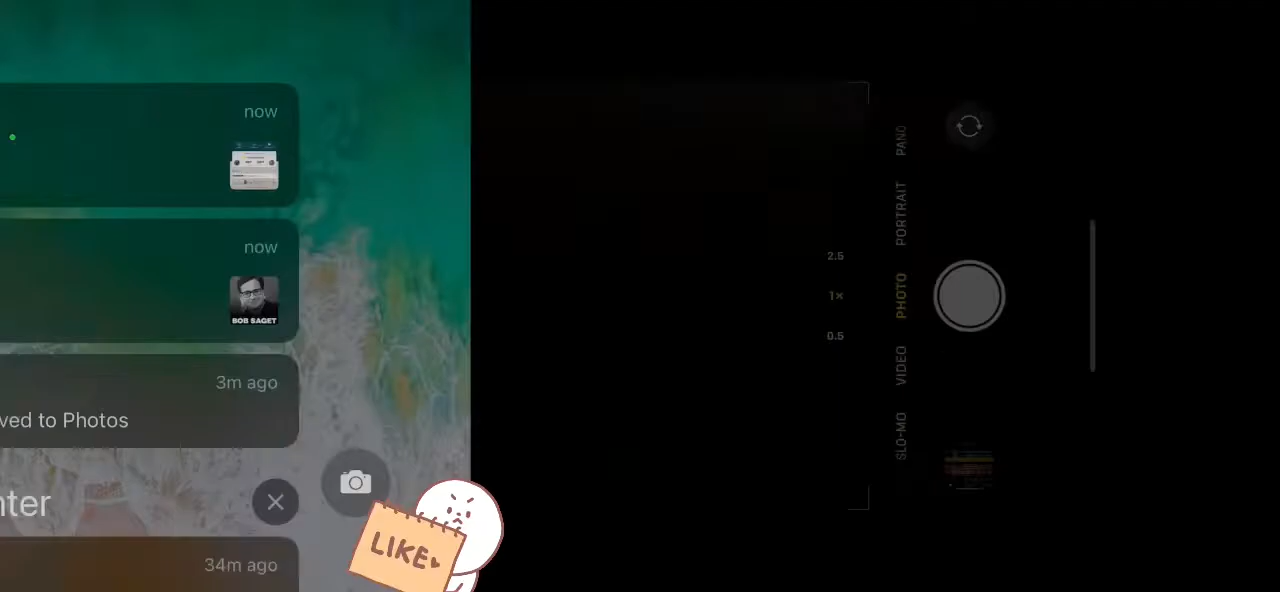 now
now
BOB SAGET
3m ago
ved to Photos
nter
34m ago
LIKE
PANO
PORTRAIT
PHOTO
VIDEO
SLO-MO
2.5
1×
0.5